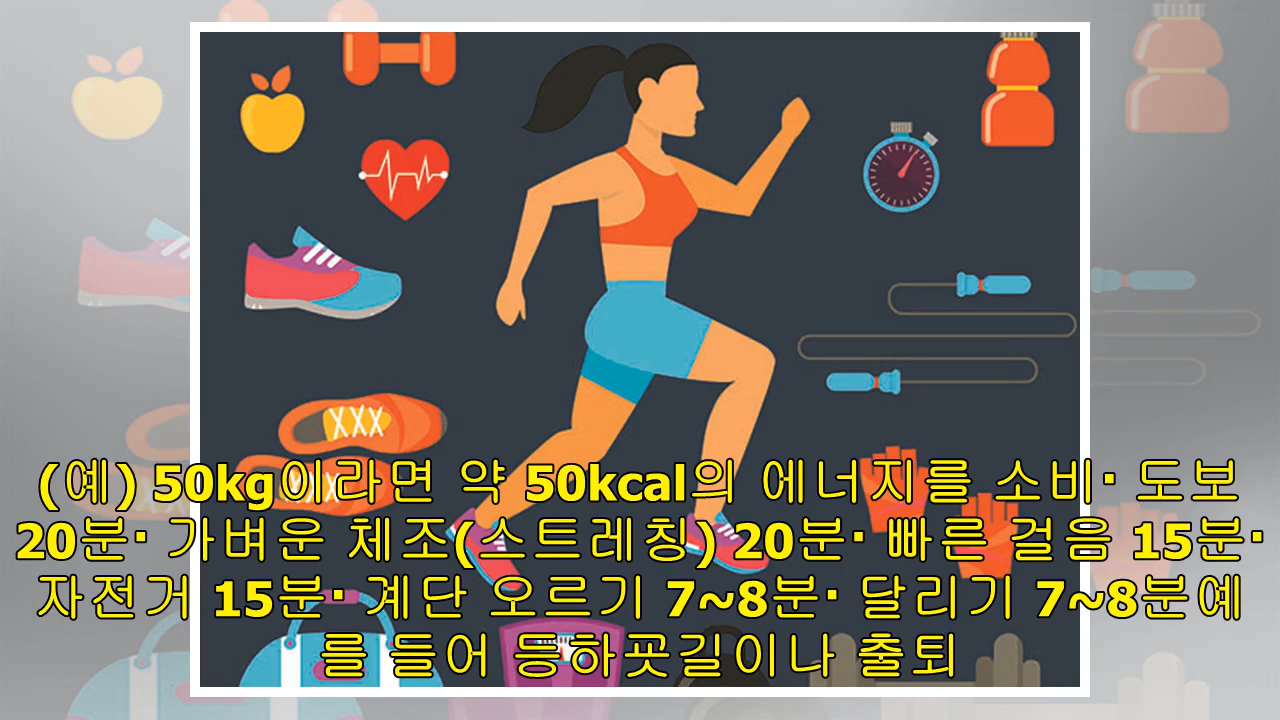 (예) 50kg이라면 약 50kcal의 에너지를 소비· 도보
20분· 가벼운 체조(스트레칭) 20분· 빠른 걸음 15분·
자전거 15분· 계단 오르기 7~8분· 달리기 7~8분예
를 들어 등하굣길이나 출퇴